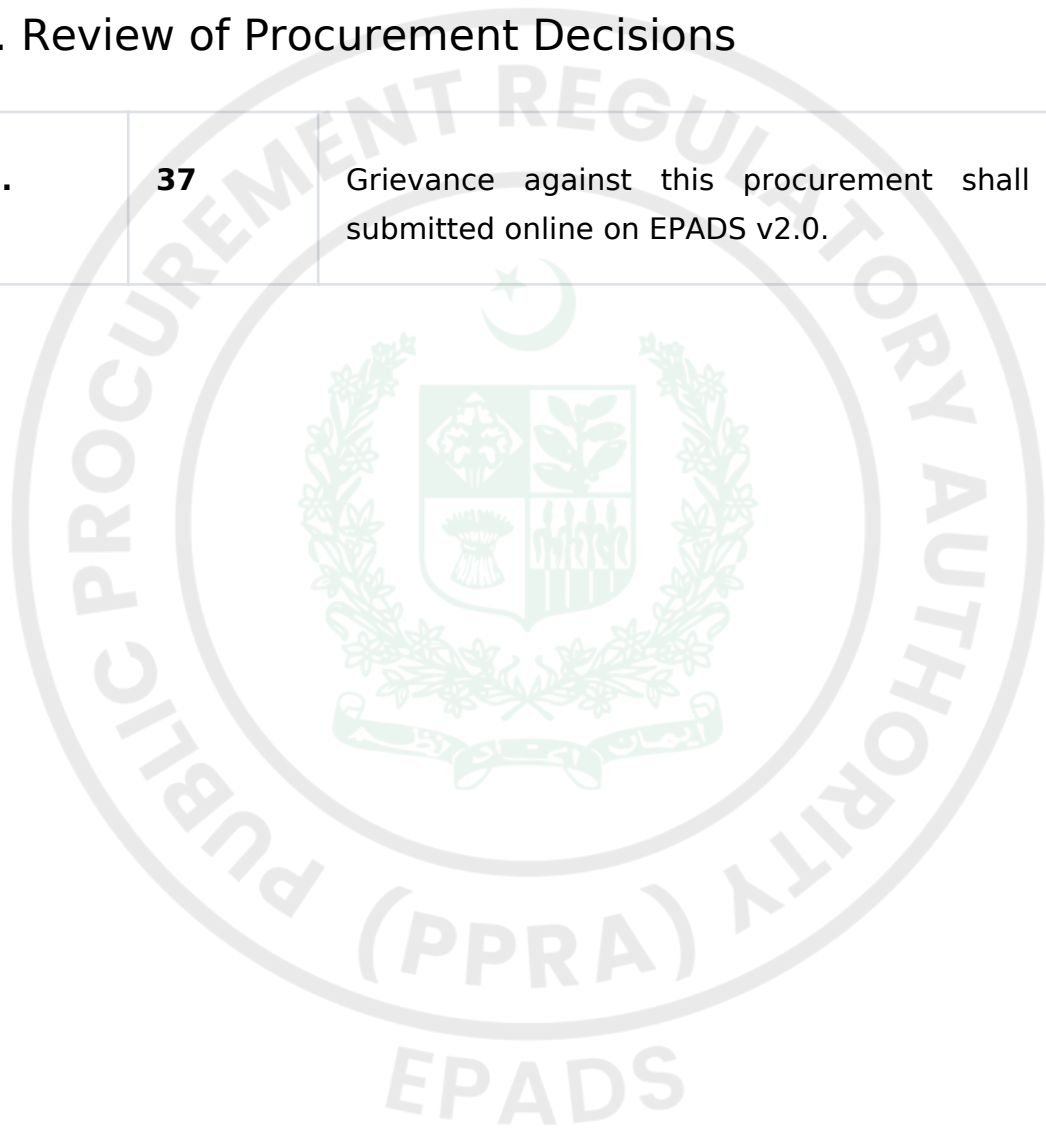 . Review of Procurement Decisions
. 37 Grievance against this procurement shall
submitted online on EPADS v2.0.
PUBLIC PROCUREMENT REGULATORY AUTHORITY
(PPRA)
EPADS